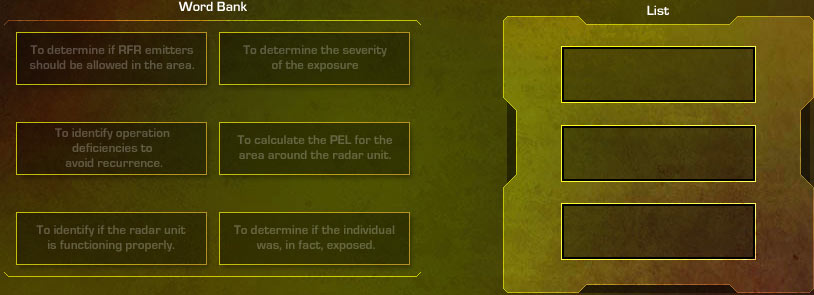 Word Bank
List
To determine if RFR emitters
should be allowed in the area.
To determine the severity
of the exposure
To identify operation
deficiencies to
avoid recurrence.
To calculate the PEL for the
area around the radar unit.
To identify if the radar unit
is functioning properly.
To determine if the individual
was, in fact, exposed.